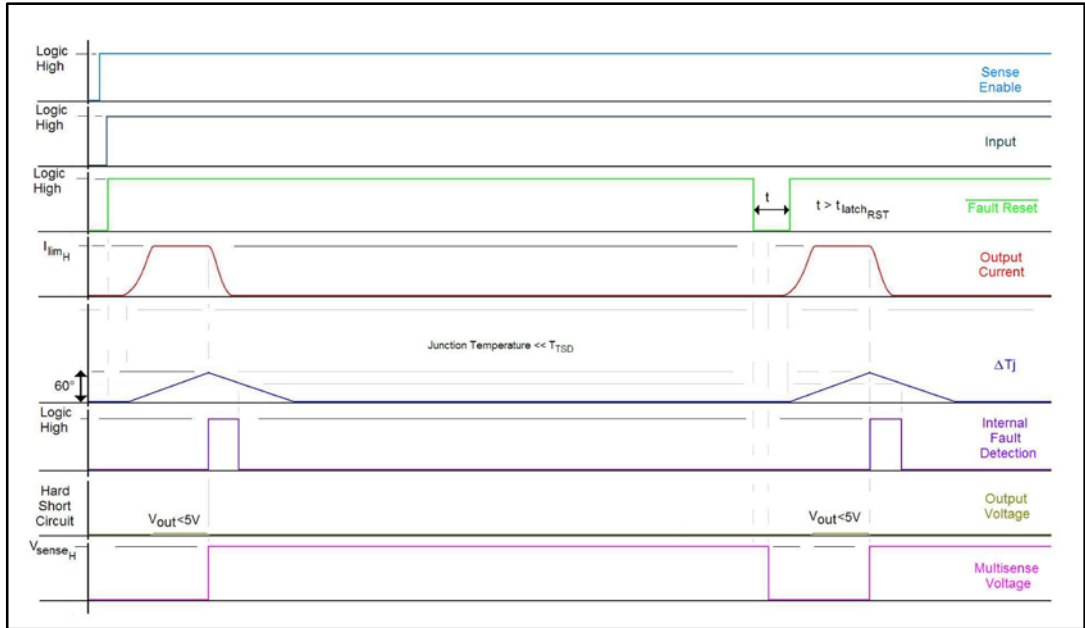 Logic
High
Sense
Enable
Logic
High
Input
Logic
High
t
t > tlatchRST
Fault Reset
IlimH
Output
Current
Junction Temperature << TTSD
60°
ΔTj
Logic
High
Internal
Fault
Detection
Hard
Short
Circuit
Vout<5V
Vout<5V
Output
Voltage
VsenseH
Multisense
Voltage